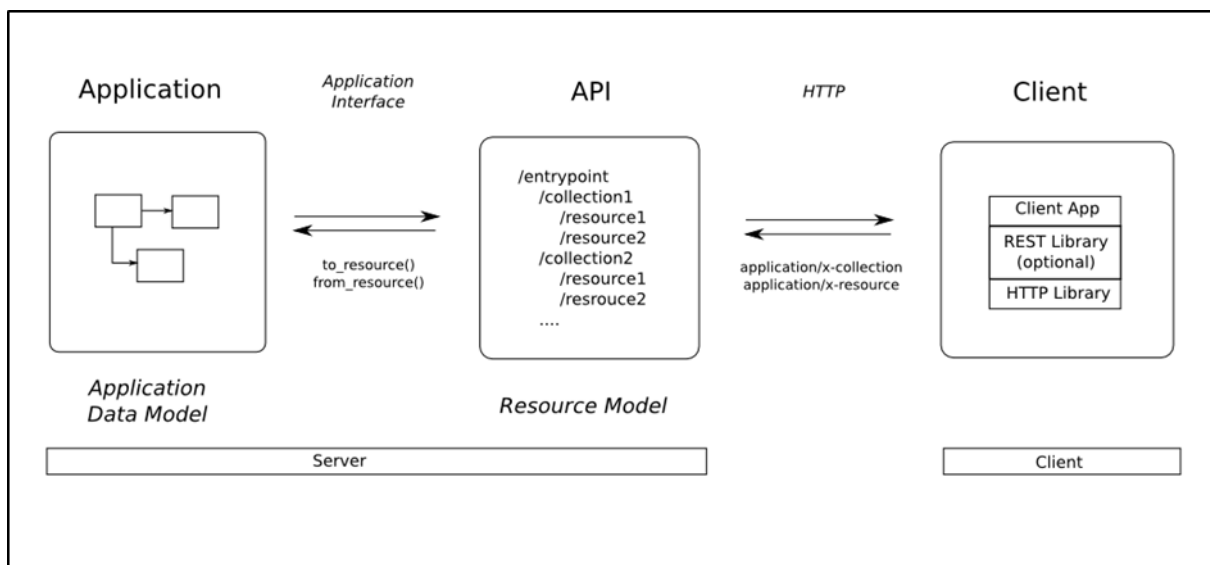 Application
Application
Interface
API
HTTP
Client
/entrypoint
/collection1
/resource1
/resource2
/collection2
/resource1
/resrouce2
....
to_resource()
from_resource()
application/x-collection
application/x-resource
Client App
REST Library
(optional)
HTTP Library
Application
Data Model
Resource Model
Server
Client